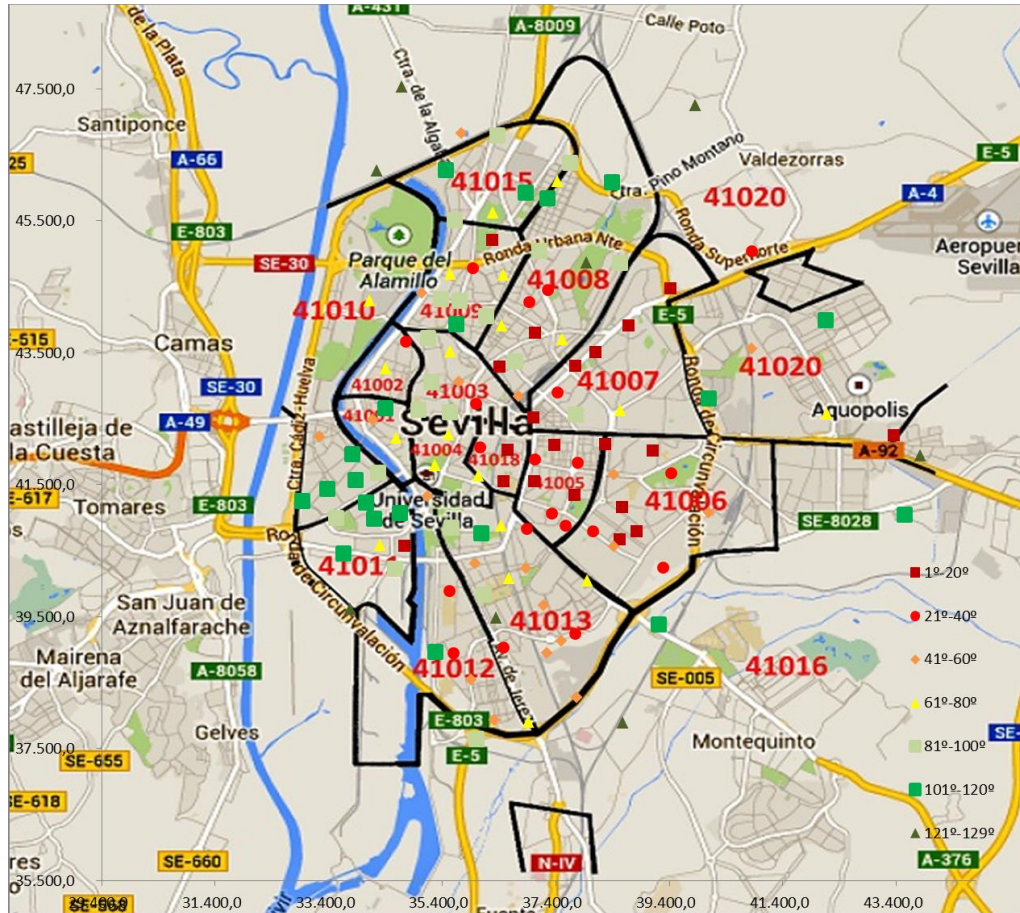 A-431
A-8009
Calle Poto
de la Plata
47.500,0
Ctra. de la Algaba
Santiponce
A-66
E-5
Valdezorras
Ctra. Pino Montano
41015
41020
A-4
45.500,0
E-803
Ronda Urbana Nte
Ronda Supernorte
Aeropuer
Sevilla
SE-30
Parque del
Alamillo
41008
41010
41009
E-5
-515
Camas
43.500,0
41020
SE-30
41002
41003
41007
Aquopolis
A-49
41001
Sevilla
astilleja de
la Cuesta
Ctra. Cádiz-Huelva
Ronda de Circunvalación
41004
41018
A-92
41.500,0
41005
E-617
E-803
Universidad
de Sevilla
41006
Tomares
SE-8028
4101
1º-20º
San Juan de
Aznalfarache
39.500,0
41013
21º-40º
de Circunvalación
Mairena
del Aljarafe
A-8058
41012
SE-005
41016
41º-60º
61º-80º
Gelves
E-803
SE-
37.500,0
E-5
Montequinto
81º-100º
SE-655
SE-618
101º-120º
121º-129º
SE-660
N-IV
A-376
35.500,0
29.400,0
31.400,0
33.400,0
35.400,0
37.400,0
39.400,0
41.400,0
43.400,0
SE-568